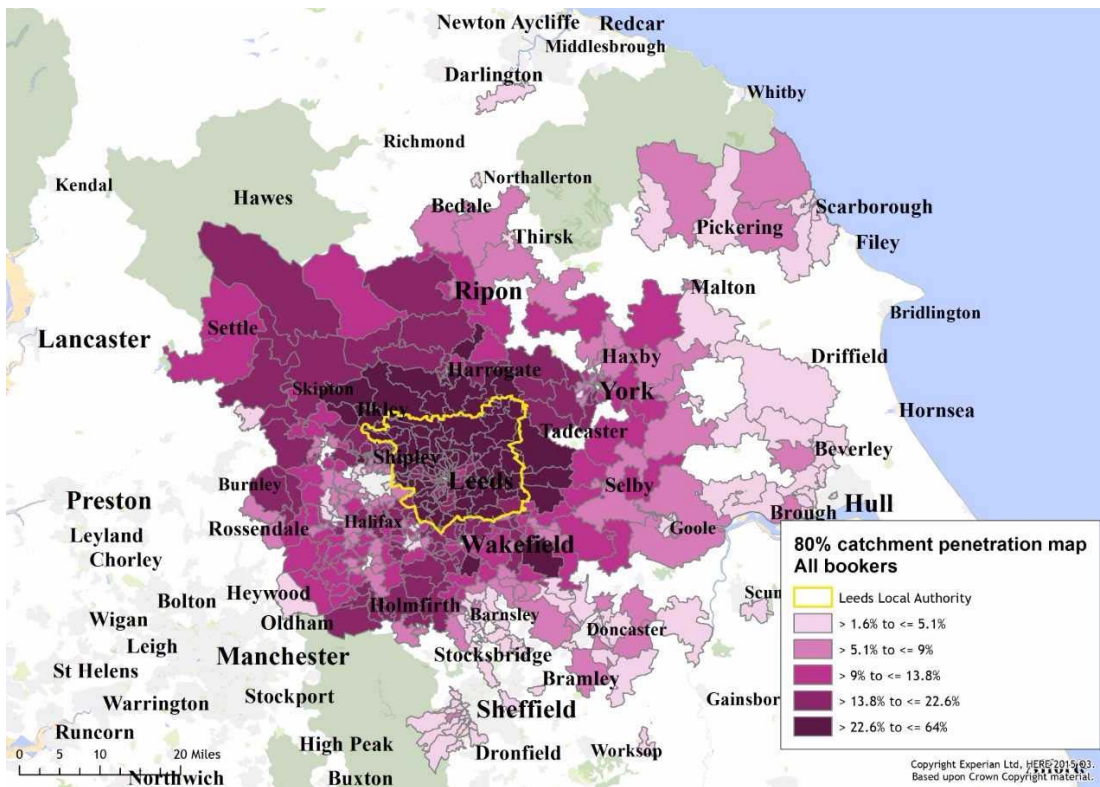 Newton Aycliffe
Redcar
Middlesbrough
Darlington
Whitby
Richmond
Kendal
Northallerton
Hawes
Bedale
Scarborough
Pickering
Thirsk
Filey
Ripon
Malton
Settle
Bridlington
Lancaster
Haxby
Driffield
Harrogate
Skipton
York
Ilkley
Hornsea
Tadcaster
Beverley
Shipley
Leeds
Selby
Burnley
Preston
Hull
Brough
Rossendale
Halifax
Goole
Leyland
Wakefield
Chorley
80% catchment penetration map
All bookers
Leeds Local Authority
> 1.6% to <= 5.1%
> 5.1% to <= 9%
> 9% to <= 13.8%
> 13.8% to <= 22.6%
> 22.6% to <= 64%
Heywood
Scun
Bolton
Holmfirth
Barnsley
Wigan
Oldham
Doncaster
Leigh
Manchester
Stocksbridge
St Helens
Bramley
Stockport
Gainsbor
Warrington
Sheffield
Runcorn
High Peak
Dronfield
Worksop
0 5 10 20 Miles
Northwich
Buxton
Copyright Experian Ltd, HERE 2015 Q3.
Based upon Crown Copyright material.